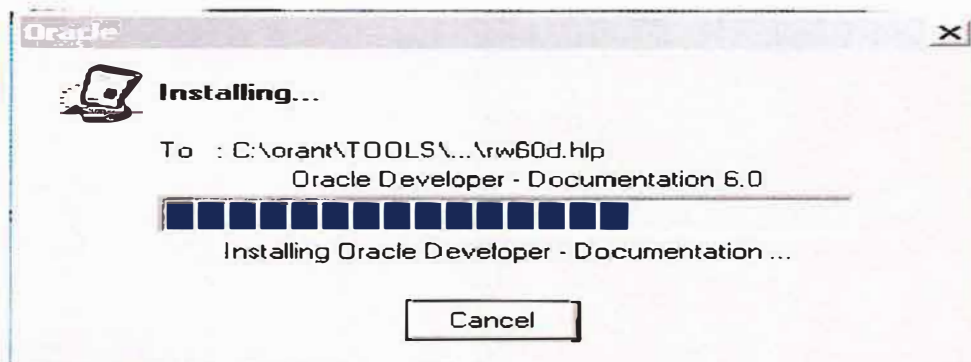 Oracle
Installing...
To : C:\orant\TOOLS\...\rw60d.hlp
Oracle Developer - Documentation 6.0
Installing Oracle Developer - Documentation ...
Cancel